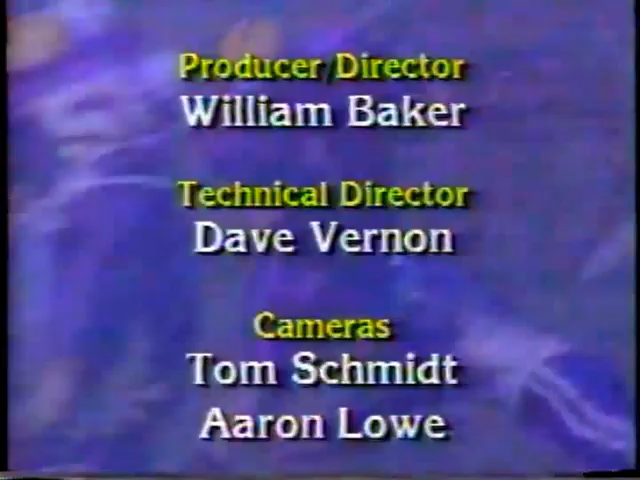 Producer/Director
William Baker
Technical Director
Dave Vernon
Cameras
Tom Schmidt
Aaron Lowe